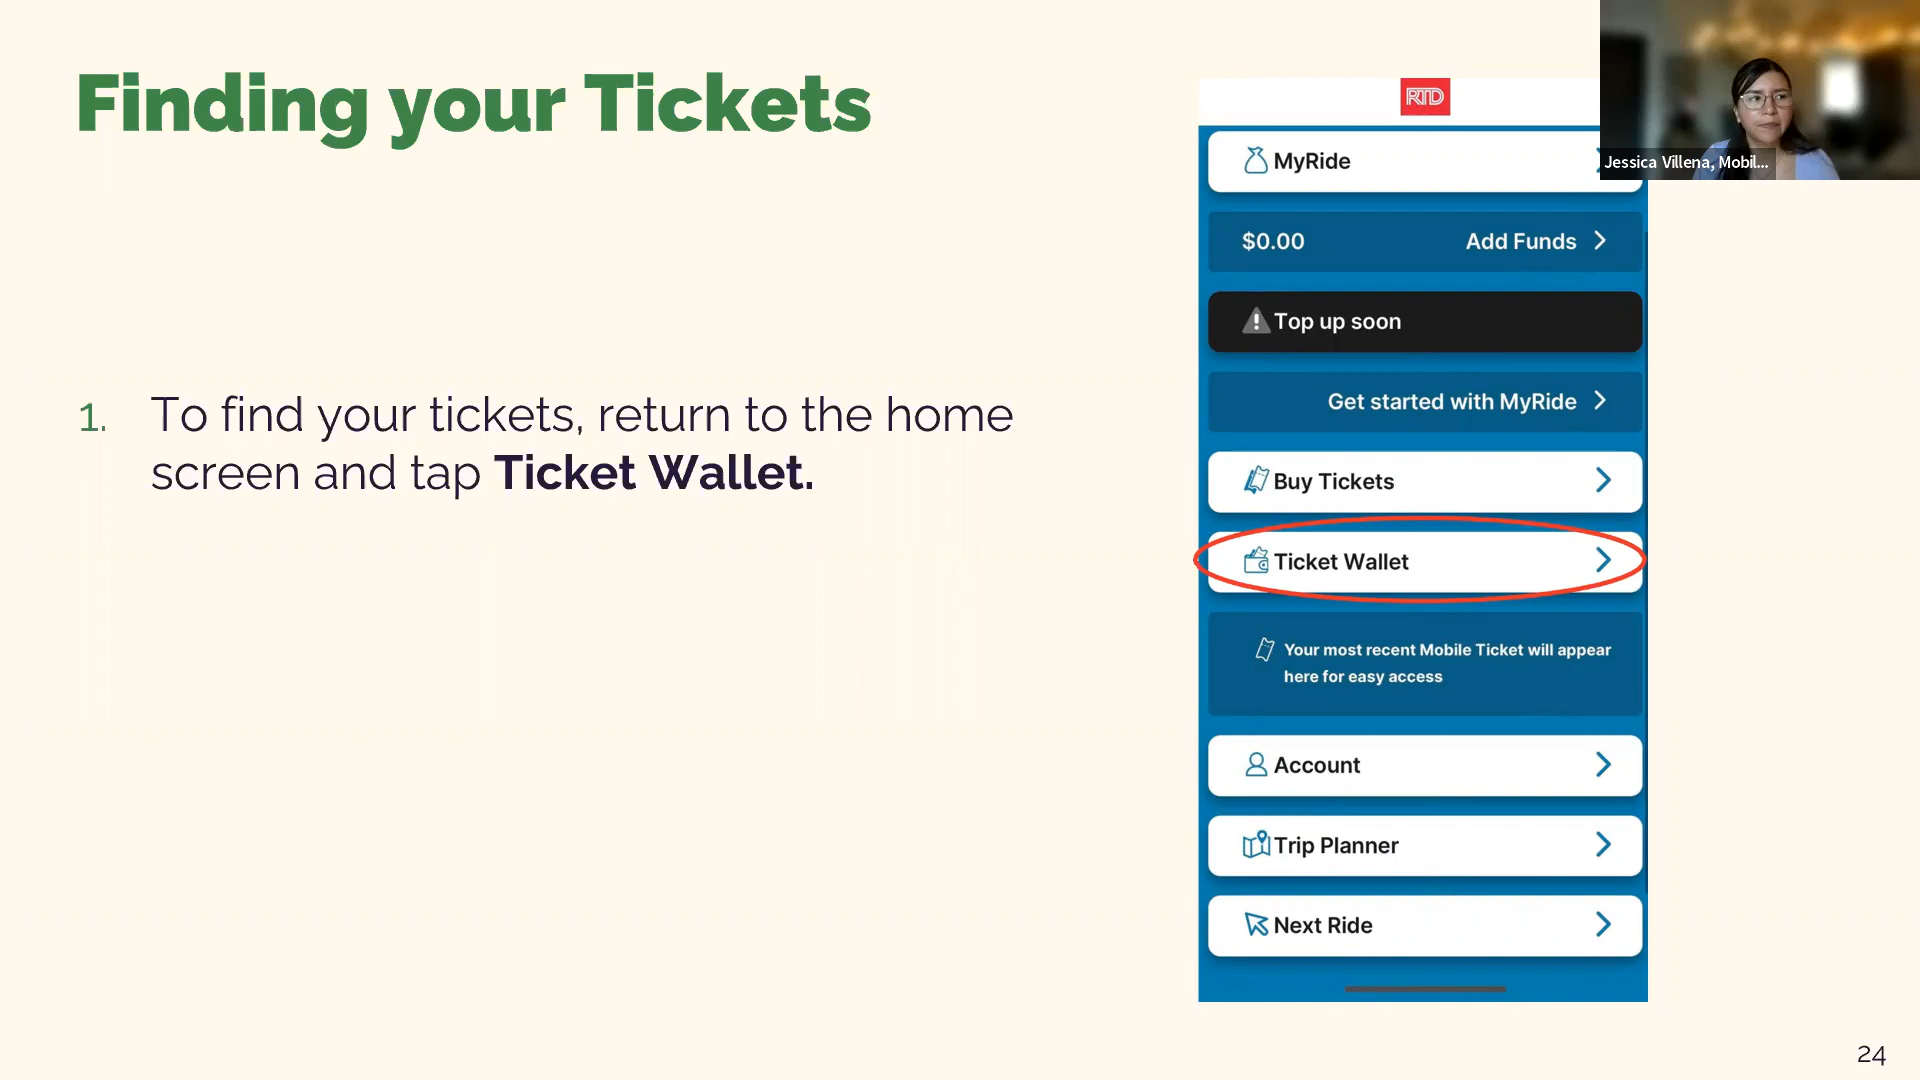 Finding your Tickets
1. To find your tickets, return to the home
screen and tap Ticket Wallet.
RTD
MyRide
$0.00 Add Funds
Top up soon
Get started with MyRide
Buy Tickets
Ticket Wallet
Your most recent Mobile Ticket will appear
here for easy access
Account
Trip Planner
Next Ride
Jessica Villena, Mobil...
24